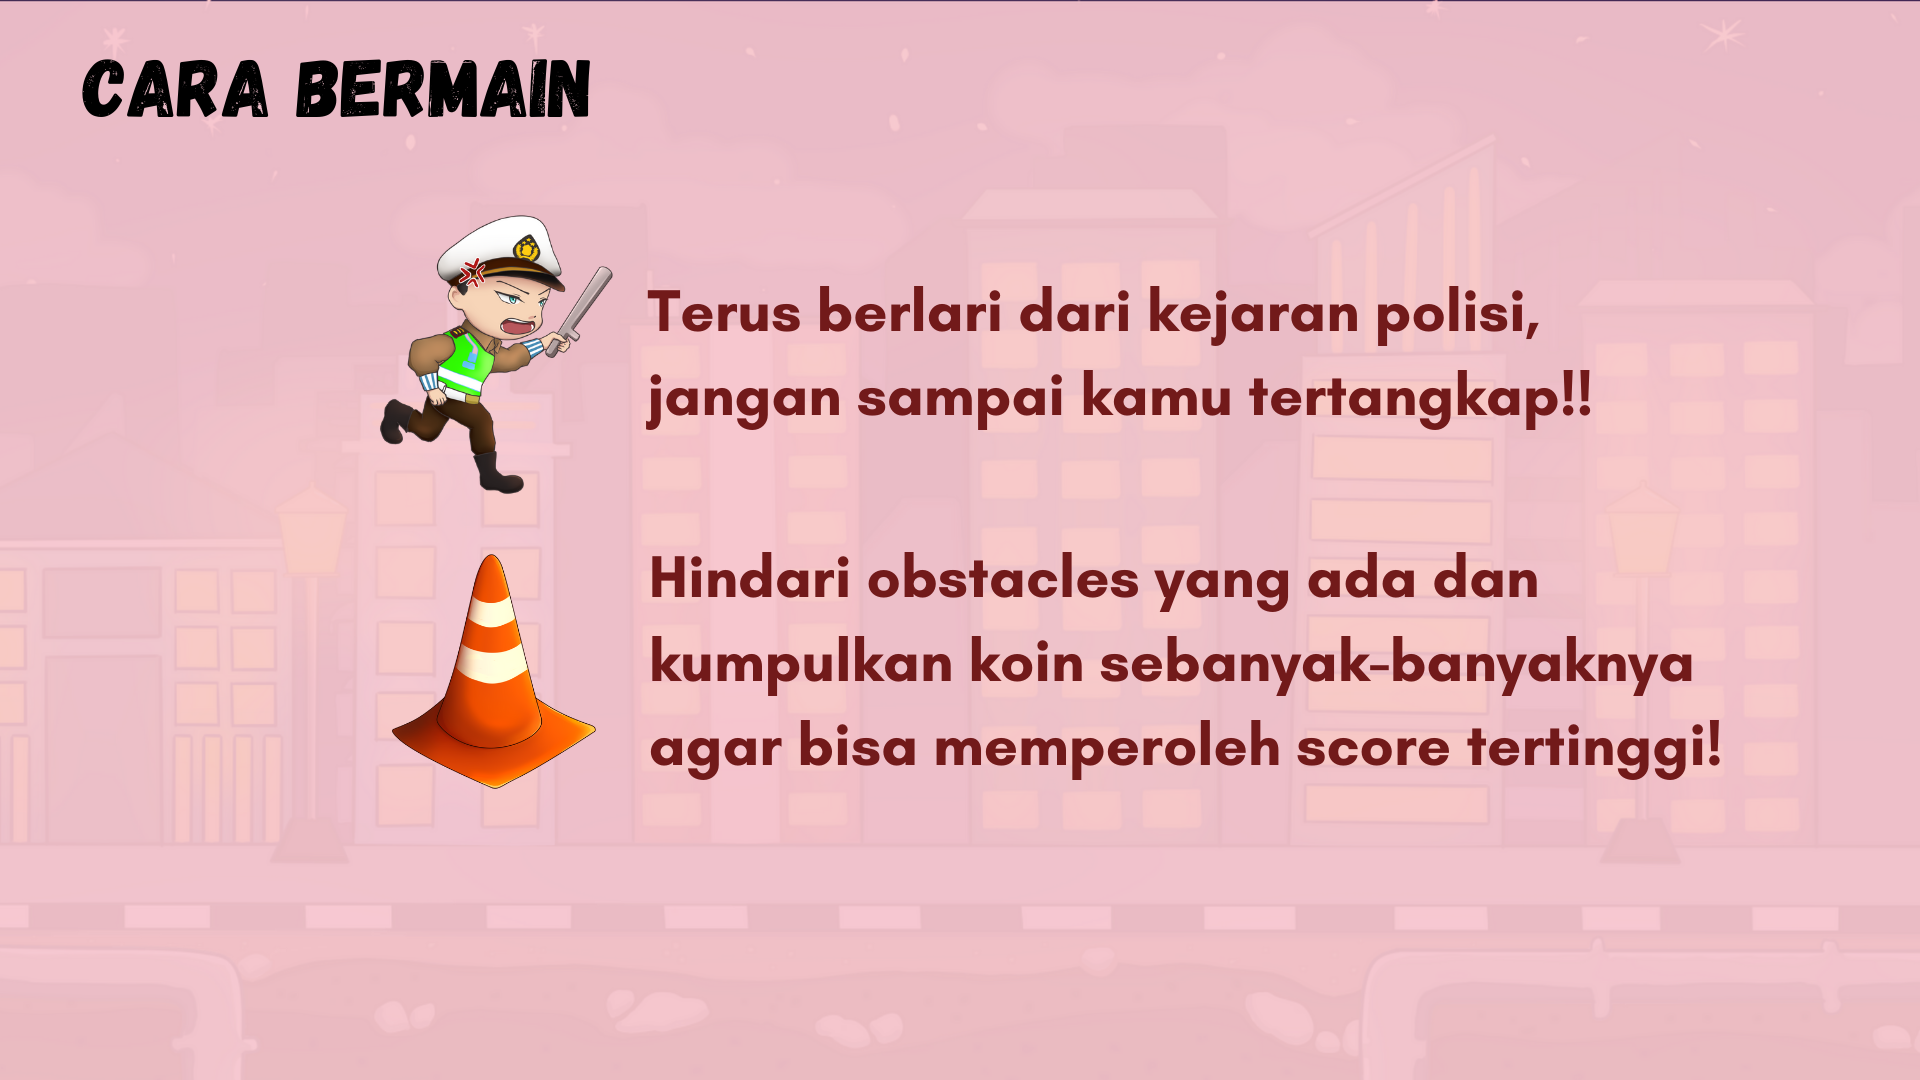 CARA BERMAIN
Terus berlari dari kejaran polisi,
jangan sampai kamu tertangkap!!
Hindari obstacles yang ada dan
kumpulkan koin sebanyak-banyaknya
agar bisa memperoleh score tertinggi!